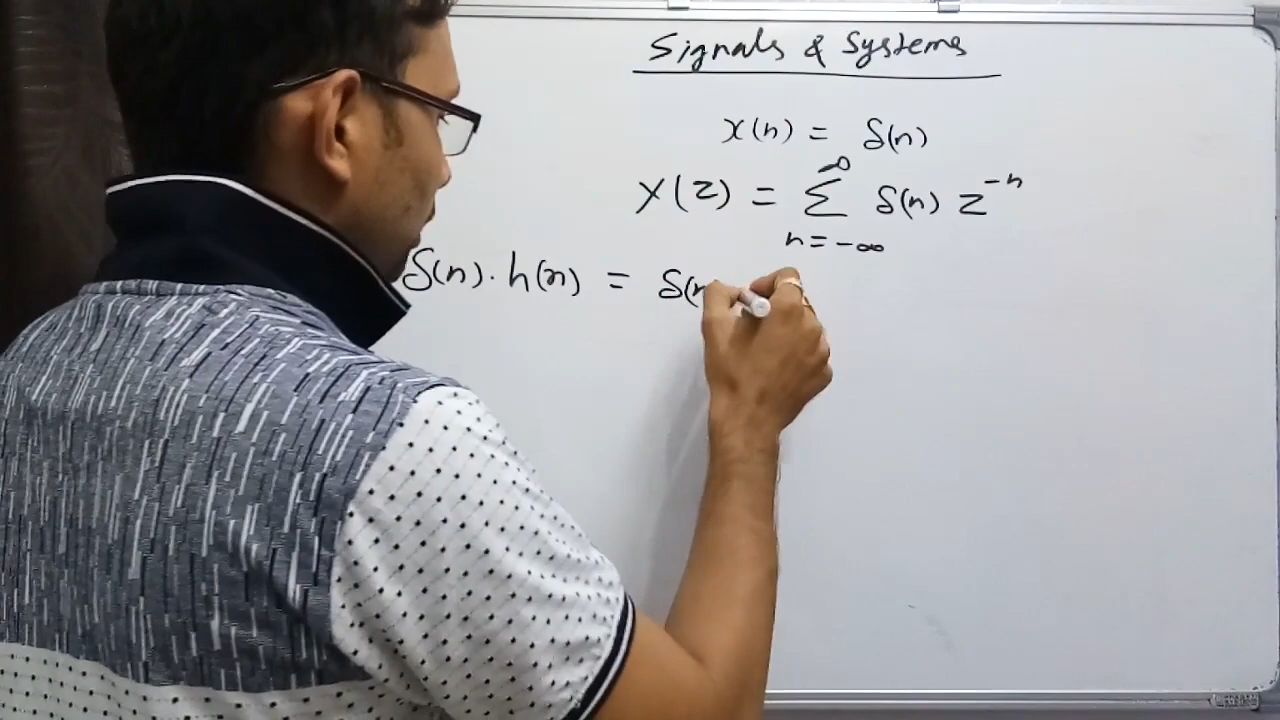 Signals & Systems
x(n) = δ(n)
X(z) = ∑_{n=-∞}^{∞} δ(n) z^{-n}
δ(n) . h(n) = δ(n